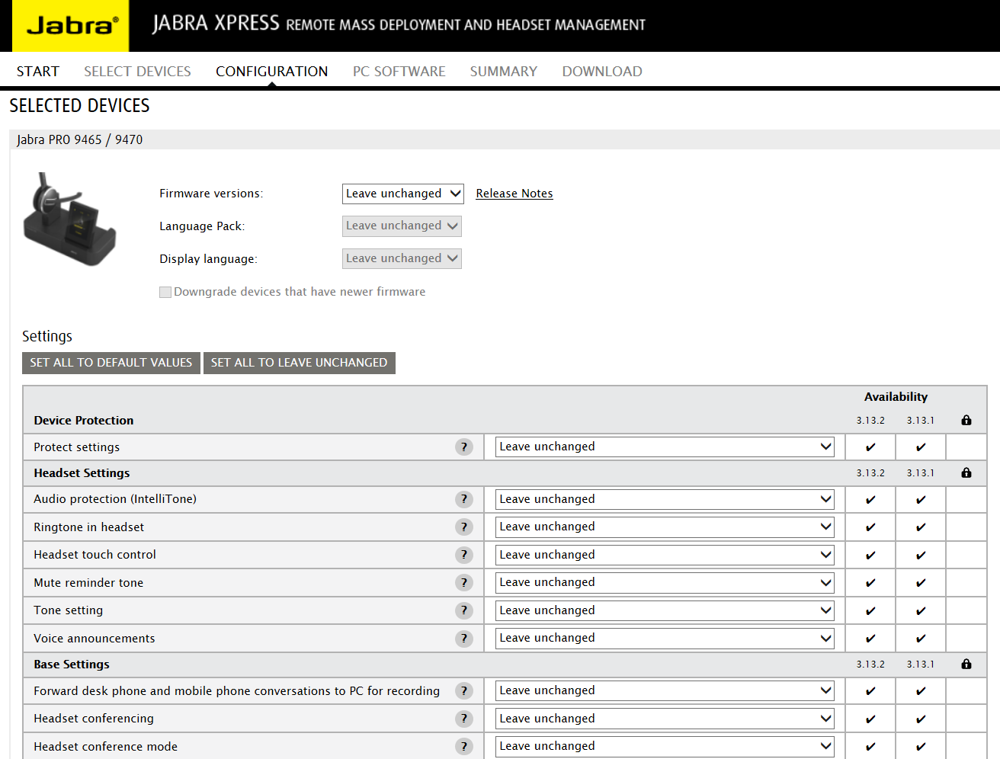 Jabra®
JABRA XPRESS REMOTE MASS DEPLOYMENT AND HEADSET MANAGEMENT
START SELECT DEVICES CONFIGURATION PC SOFTWARE SUMMARY DOWNLOAD
SELECTED DEVICES
Jabra PRO 9465 / 9470
Firmware versions: Leave unchanged Release Notes
Language Pack: Leave unchanged
Display language: Leave unchanged
Downgrade devices that have newer firmware
Settings
SET ALL TO DEFAULT VALUES SET ALL TO LEAVE UNCHANGED
Availability
Device Protection 3.13.2 3.13.1
Protect settings ? Leave unchanged ✔ ✔
Headset Settings 3.13.2 3.13.1
Audio protection (IntelliTone) ? Leave unchanged ✔ ✔
Ringtone in headset ? Leave unchanged ✔ ✔
Headset touch control ? Leave unchanged ✔ ✔
Mute reminder tone ? Leave unchanged ✔ ✔
Tone setting ? Leave unchanged ✔ ✔
Voice announcements ? Leave unchanged ✔ ✔
Base Settings 3.13.2 3.13.1
Forward desk phone and mobile phone conversations to PC for recording ? Leave unchanged ✔ ✔
Headset conferencing ? Leave unchanged ✔ ✔
Headset conference mode ? Leave unchanged ✔ ✔